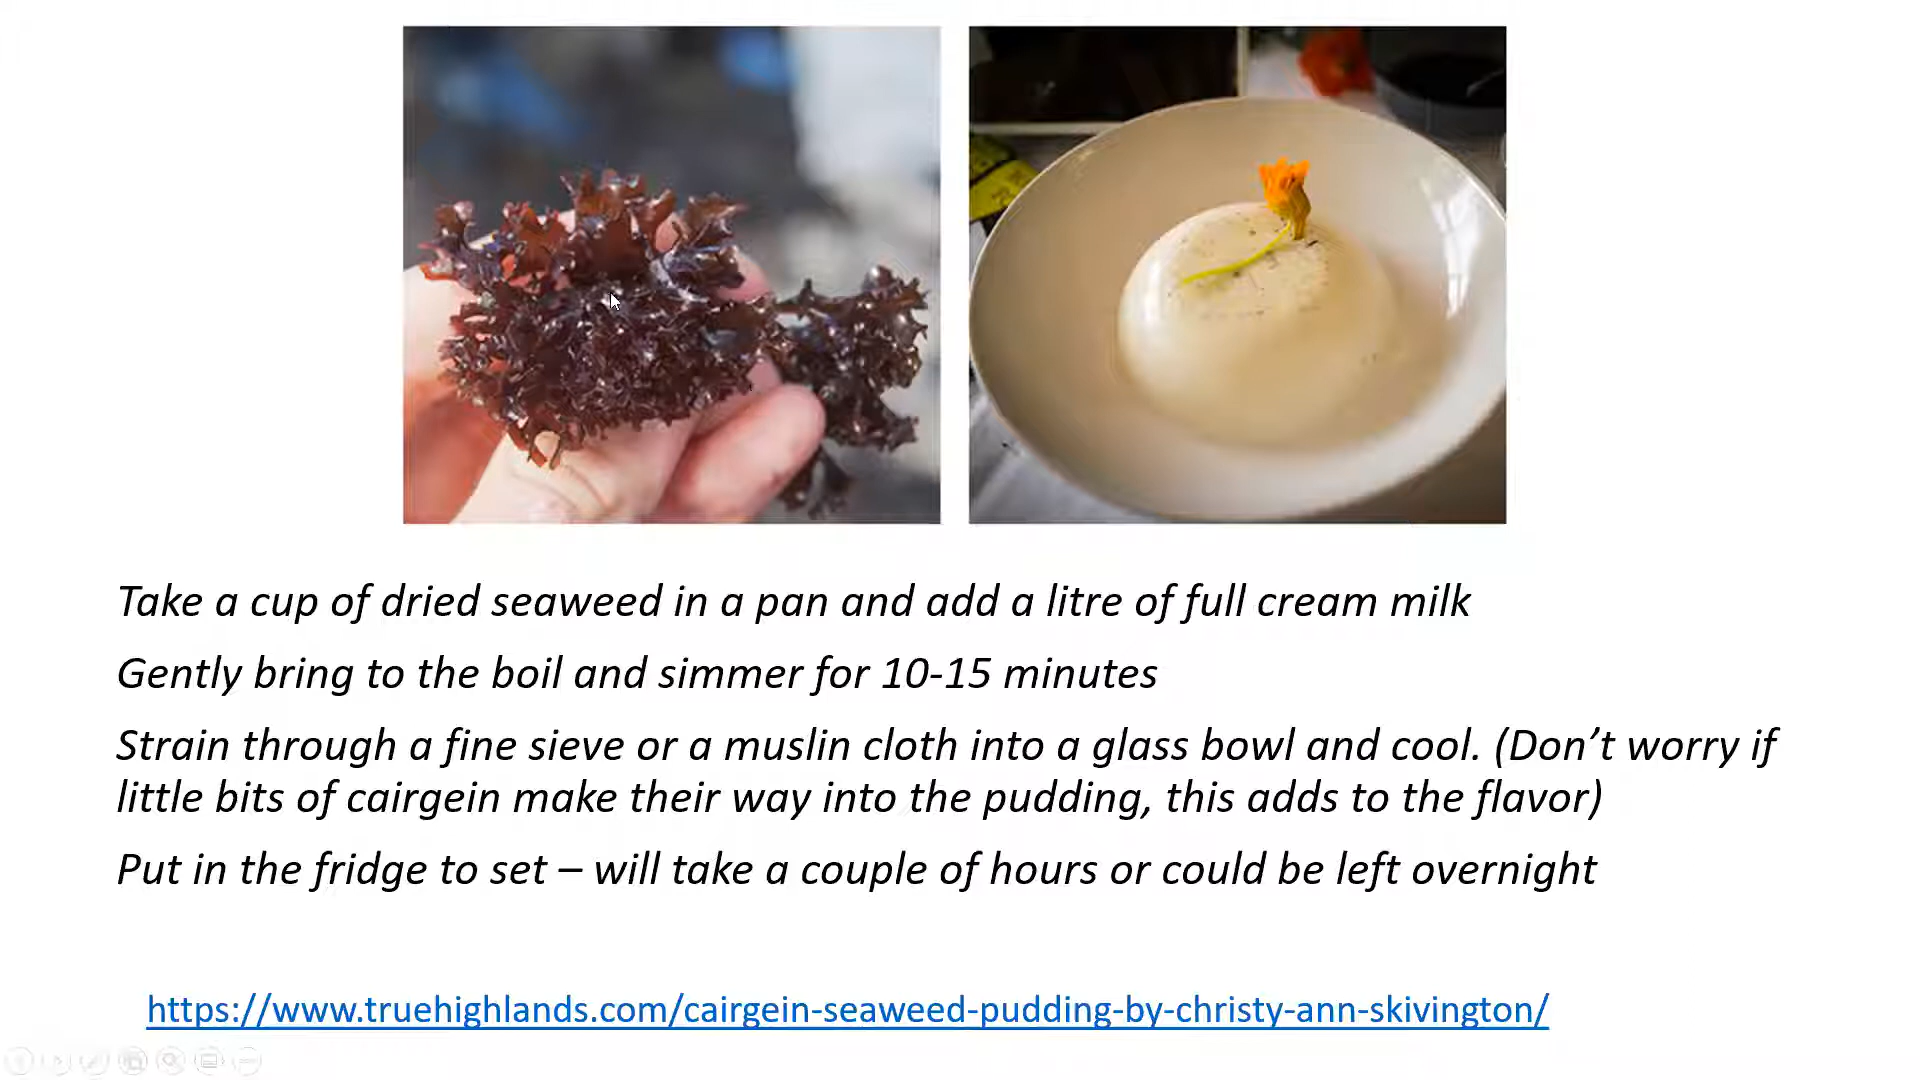 Take a cup of dried seaweed in a pan and add a litre of full cream milk
Gently bring to the boil and simmer for 10-15 minutes
Strain through a fine sieve or a muslin cloth into a glass bowl and cool. (Don’t worry if
little bits of cairgein make their way into the pudding, this adds to the flavor)
Put in the fridge to set – will take a couple of hours or could be left overnight
https://www.truehighlands.com/cairgein-seaweed-pudding-by-christy-ann-skivington/